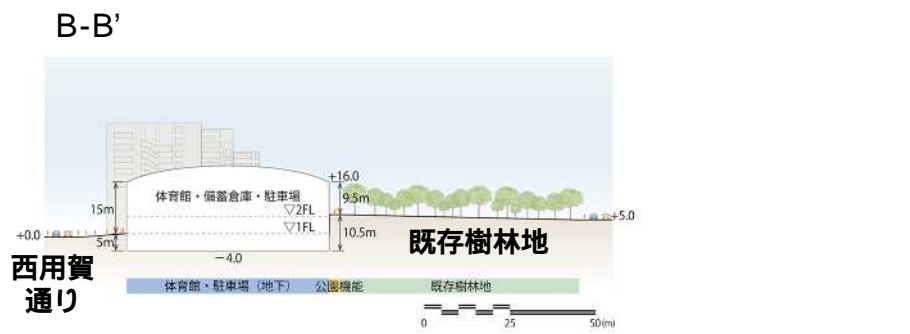 B-B’
+16.0
体育館・備蓄倉庫・駐車場
9.5m
15m
▽2FL
+5.0
▽1FL
10.5m
+0.0
5m
既存樹林地
−4.0
西用賀
通り
体育館・駐車場（地下）
公園機能
既存樹林地
0
25
50(m)